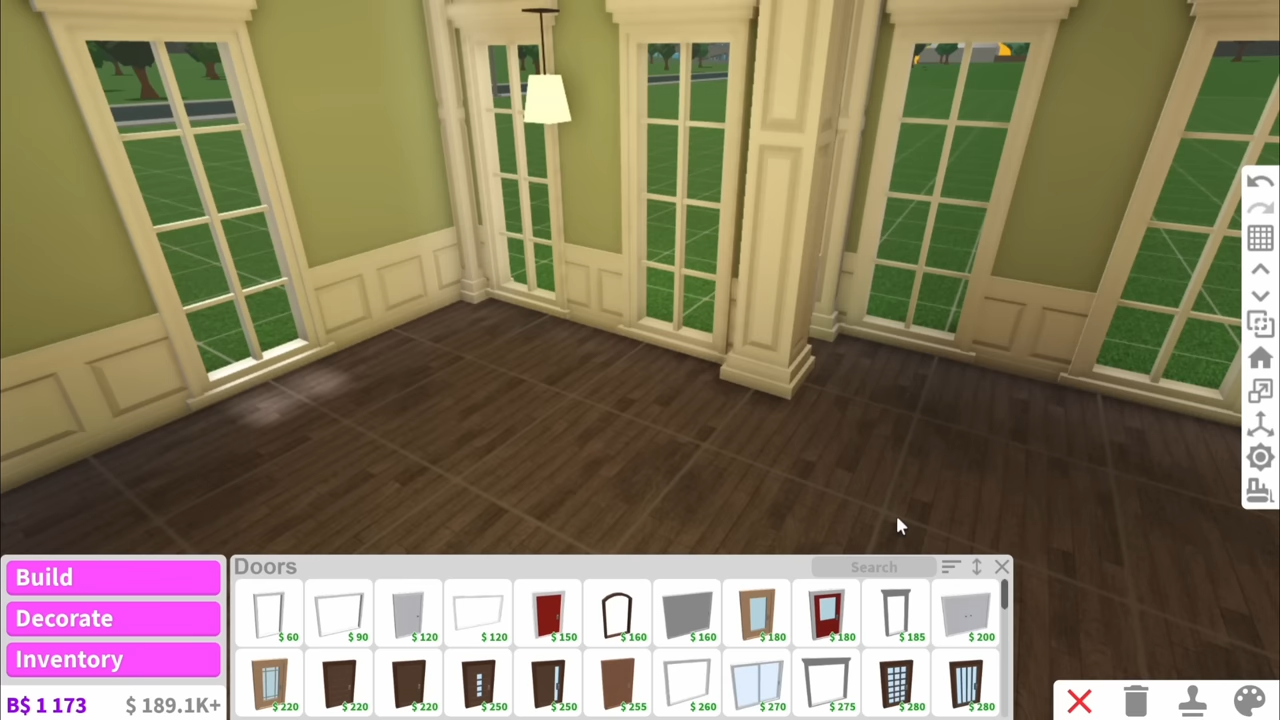 Doors
Search
Build
Decorate
Inventory
B$ 1 173 $ 189.1K+
$ 60 $ 90 $ 120 $ 120 $ 150 $ 160 $ 160 $ 180 $ 180 $ 185 $ 200
$ 220 $ 220 $ 220 $ 250 $ 250 $ 255 $ 260 $ 270 $ 275 $ 280 $ 280